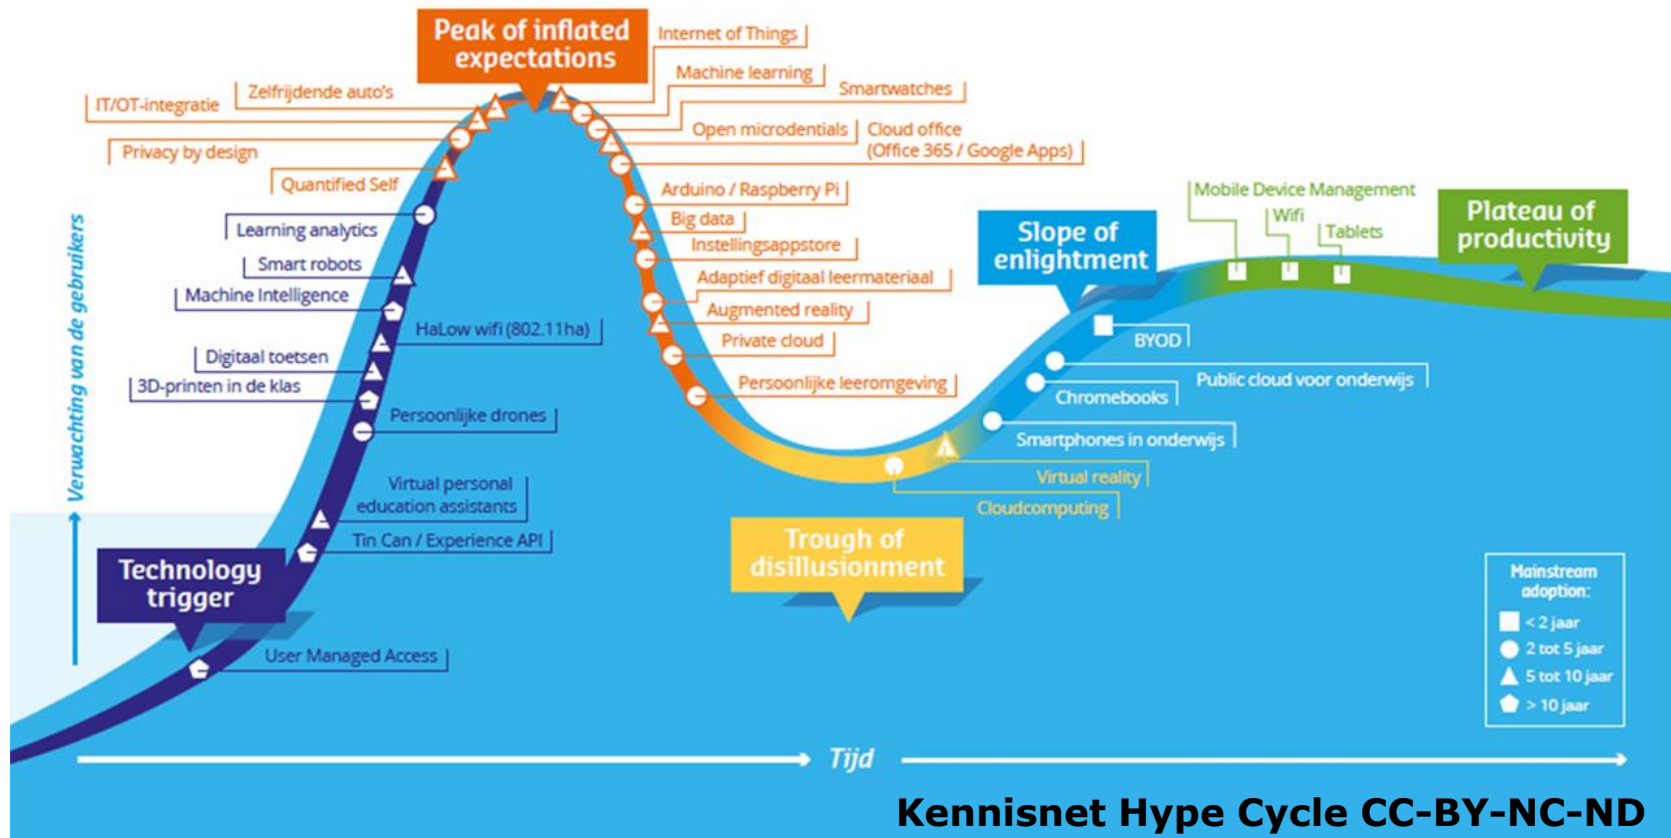 Peak of inflated
expectations
Internet of Things
Machine learning
Smartwatches
Zelfrijdende auto's
IT/OT-integratie
Open microdentials
Cloud office
(Office 365 / Google Apps)
Privacy by design
Quantified Self
Arduino / Raspberry Pi
Big data
Learning analytics
Instellingsappstore
Smart robots
Adaptief digitaal leermateriaal
Machine Intelligence
Augmented reality
HaLow wifi (802.11ha)
Private cloud
Digitaal toetsen
3D-printen in de klas
Persoonlijke leeromgeving
Persoonlijke drones
Virtual personal
education assistants
Tin Can / Experience API
Technology
trigger
User Managed Access
Verwachting van de gebruikers
Trough of
disillusionment
Cloudcomputing
Virtual reality
Smartphones in onderwijs
Chromebooks
Public cloud voor onderwijs
BYOD
Slope of
enlightment
Mobile Device Management
Wifi
Tablets
Plateau of
productivity
Mainstream
adoption:
< 2 jaar
2 tot 5 jaar
5 tot 10 jaar
> 10 jaar
Tijd
Kennisnet Hype Cycle CC-BY-NC-ND